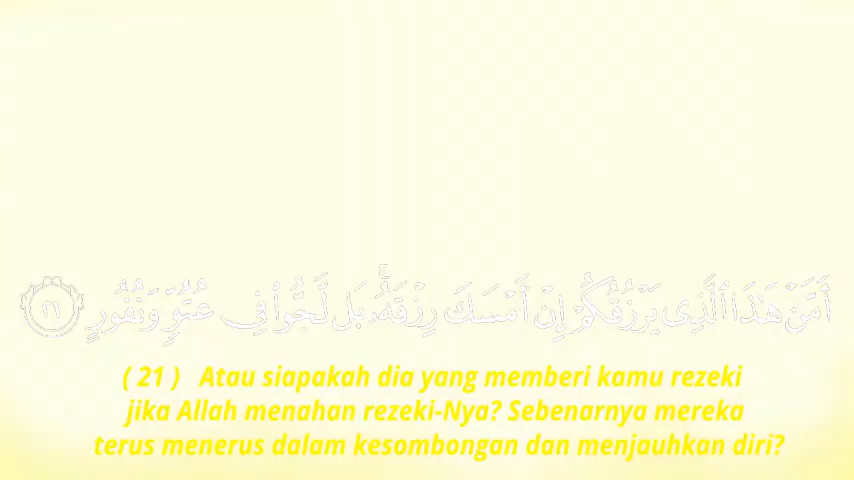 أَمَّنْ هَٰذَا الَّذِى يَرْزُقُكُمْ إِنْ أَمْسَكَ رِزْقَهُۥ ۚ بَل لَّجُّوا۟ فِى عُتُوٍّ وَنُفُورٍ ٢١
( 21 ) Atau siapakah dia yang memberi kamu rezeki
jika Allah menahan rezeki-Nya? Sebenarnya mereka
terus menerus dalam kesombongan dan menjauhkan diri?